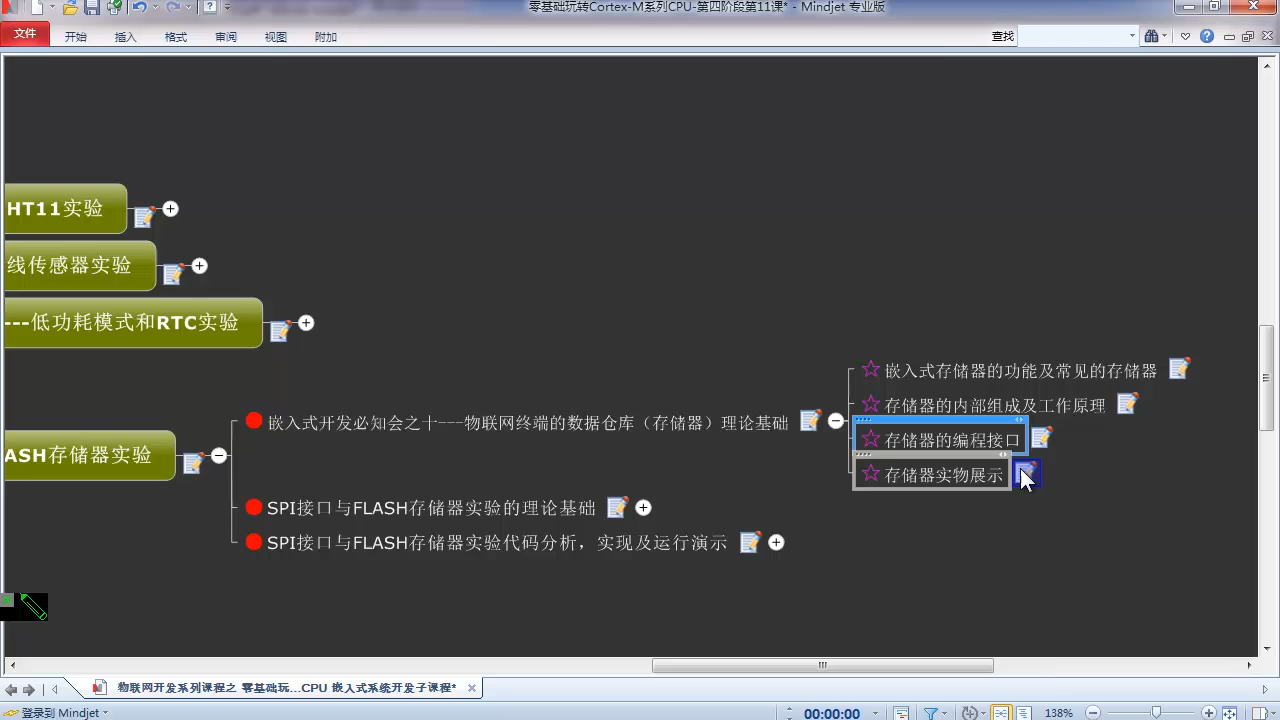 零基础玩转Cortex-M系列CPU-第四阶段第11课* - Mindjet 专业版
文件 开始 插入 格式 审阅 视图 附加 查找
HT11实验
线传感器实验
---低功耗模式和RTC实验
嵌入式存储器的功能及常见的存储器
存储器的内部组成及工作原理
嵌入式开发必知会之十---物联网终端的数据仓库（存储器）理论基础
存储器的编程接口
ASH存储器实验
存储器实物展示
SPI接口与FLASH存储器实验的理论基础
SPI接口与FLASH存储器实验代码分析，实现及运行演示
物联网开发系列课程之 零基础玩...CPU 嵌入式系统开发子课程*
登录到 Mindjet 00:00:00 138%